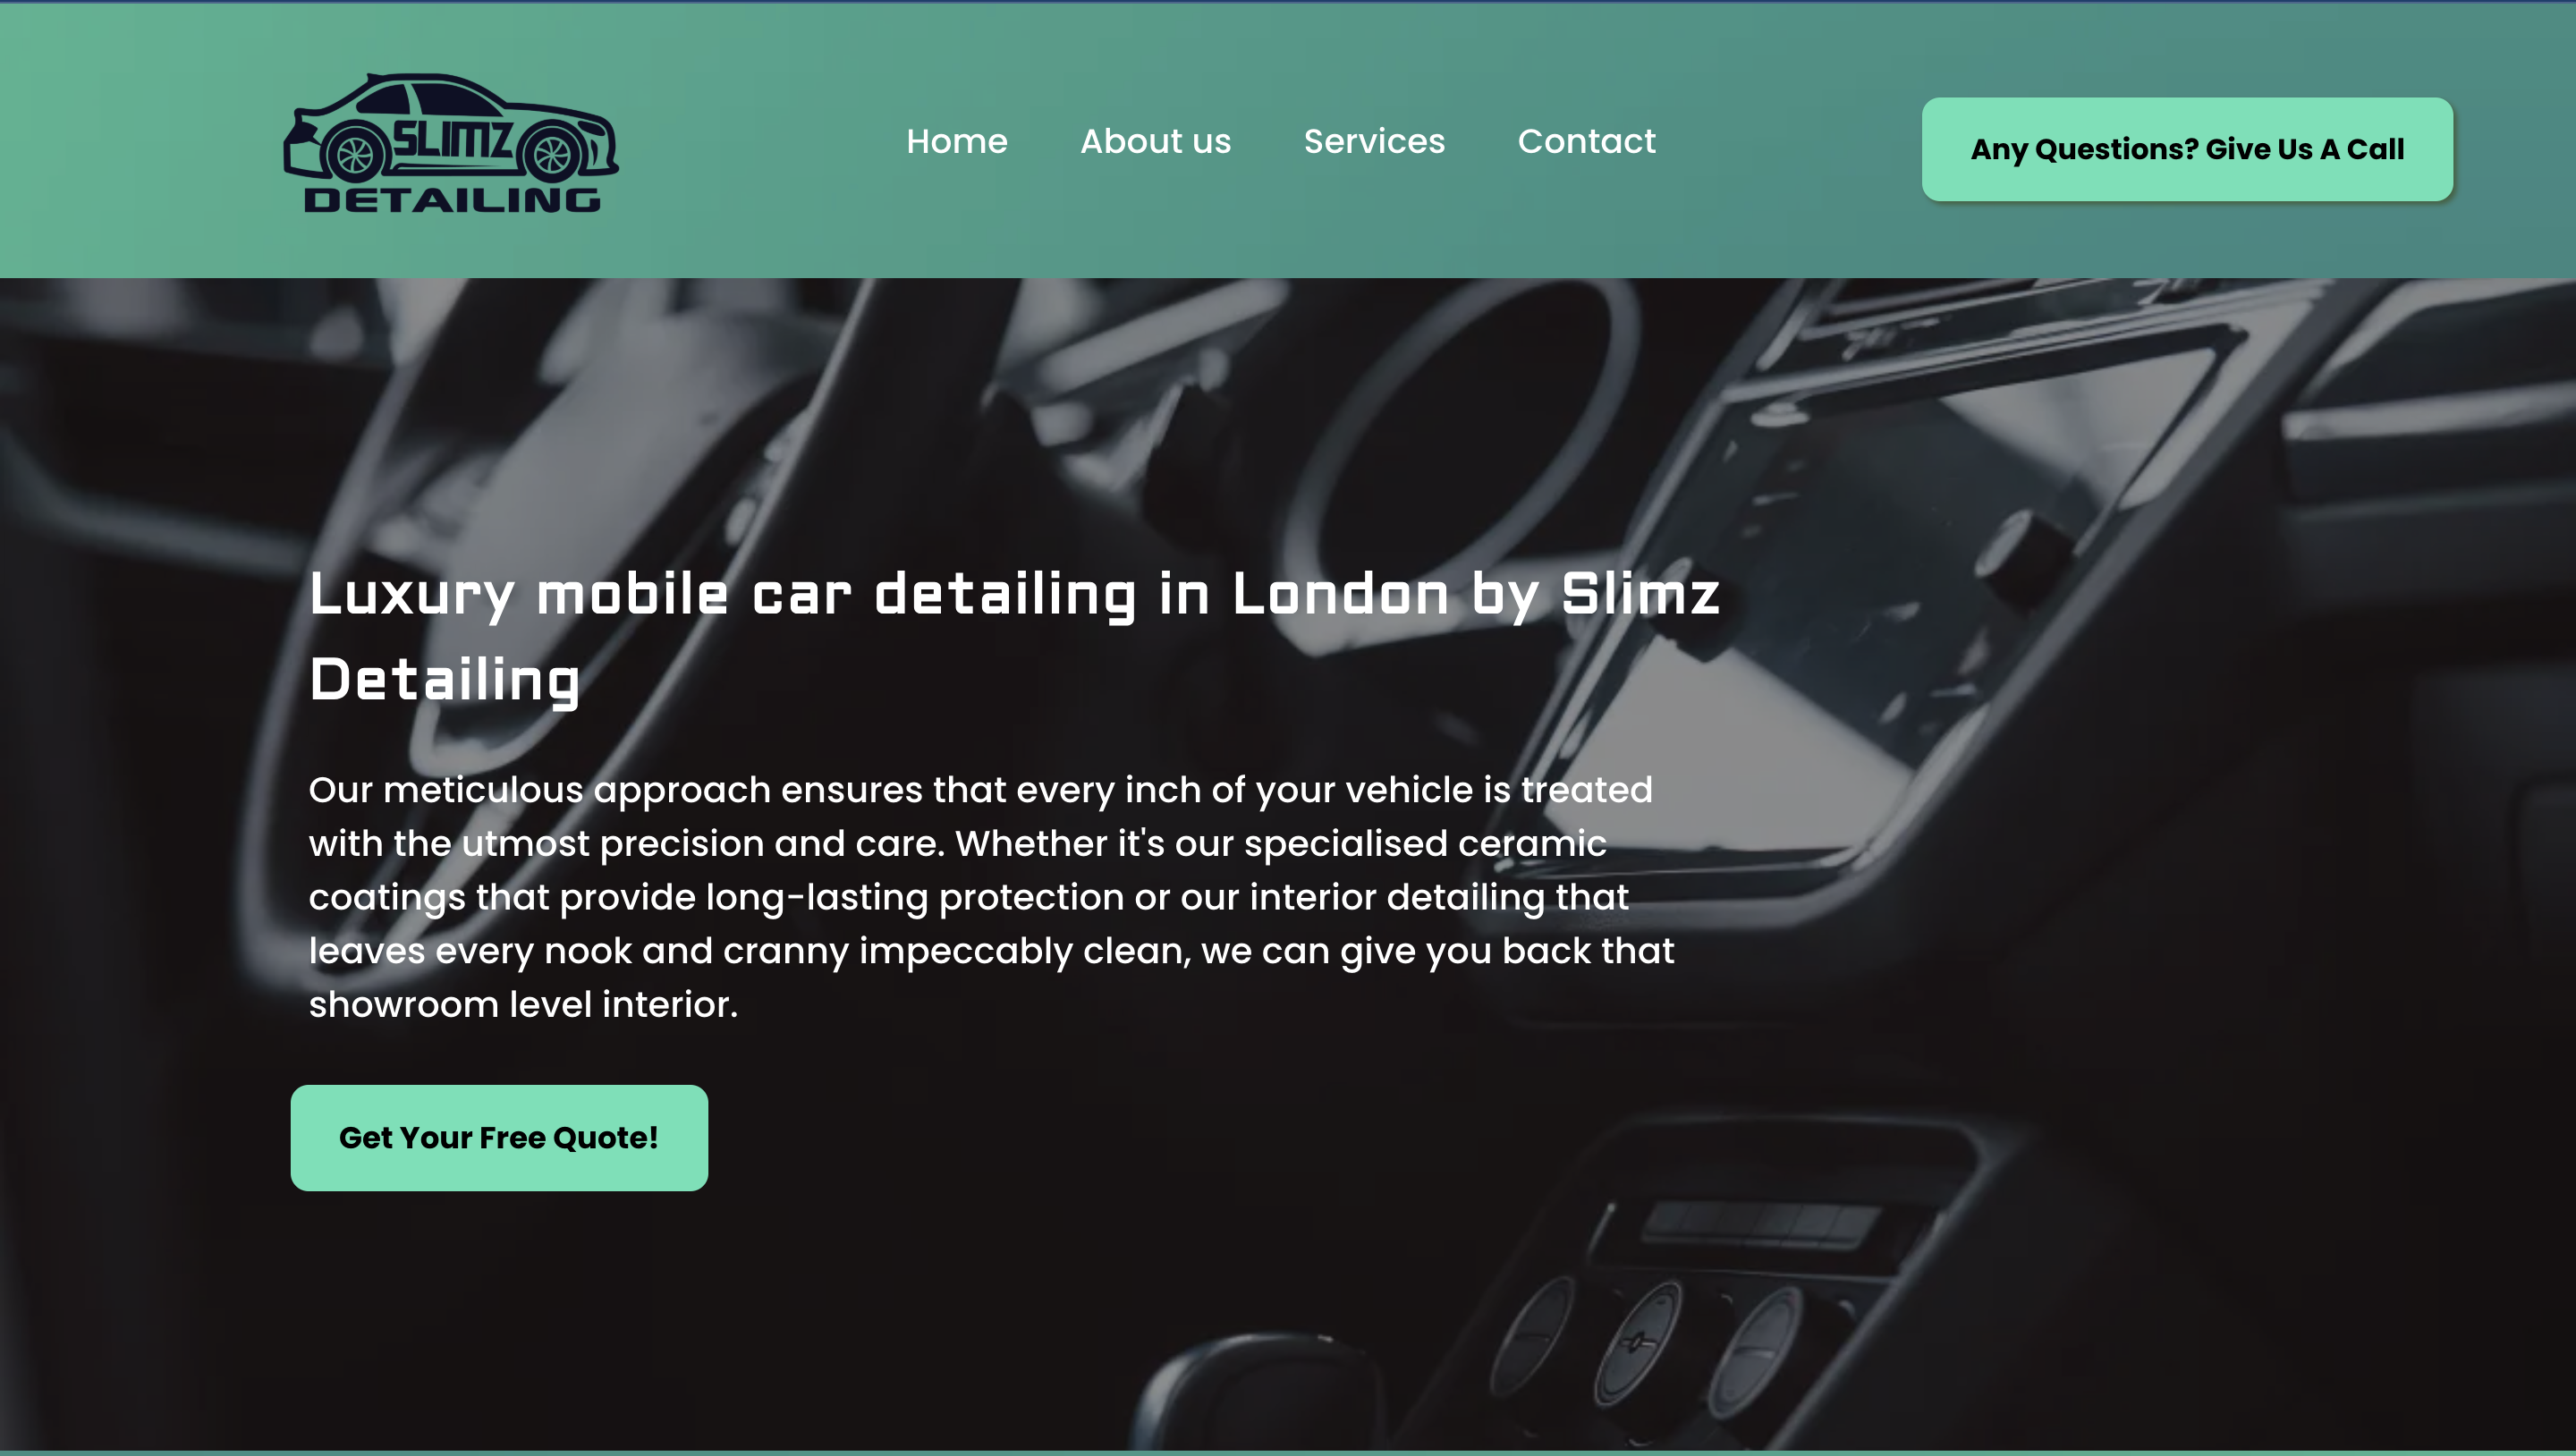 SLIMZ
DETAILING
Home
About us
Services
Contact
Any Questions? Give Us A Call
Luxury mobile car detailing in London by Slimz
Detailing
Our meticulous approach ensures that every inch of your vehicle is treated
with the utmost precision and care. Whether it's our specialised ceramic
coatings that provide long-lasting protection or our interior detailing that
leaves every nook and cranny impeccably clean, we can give you back that
showroom level interior.
Get Your Free Quote!